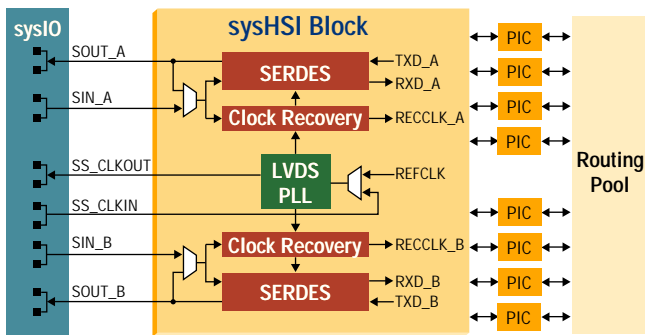 sysIO
sysHSI Block
SOUT_A
SIN_A
SS_CLKOUT
SS_CLKIN
SIN_B
SOUT_B
SERDES
Clock Recovery
LVDS
PLL
Clock Recovery
SERDES
TXD_A
RXD_A
RECCLK_A
REFCLK
RECCLK_B
RXD_B
TXD_B
PIC
PIC
PIC
PIC
PIC
PIC
PIC
PIC
Routing
Pool